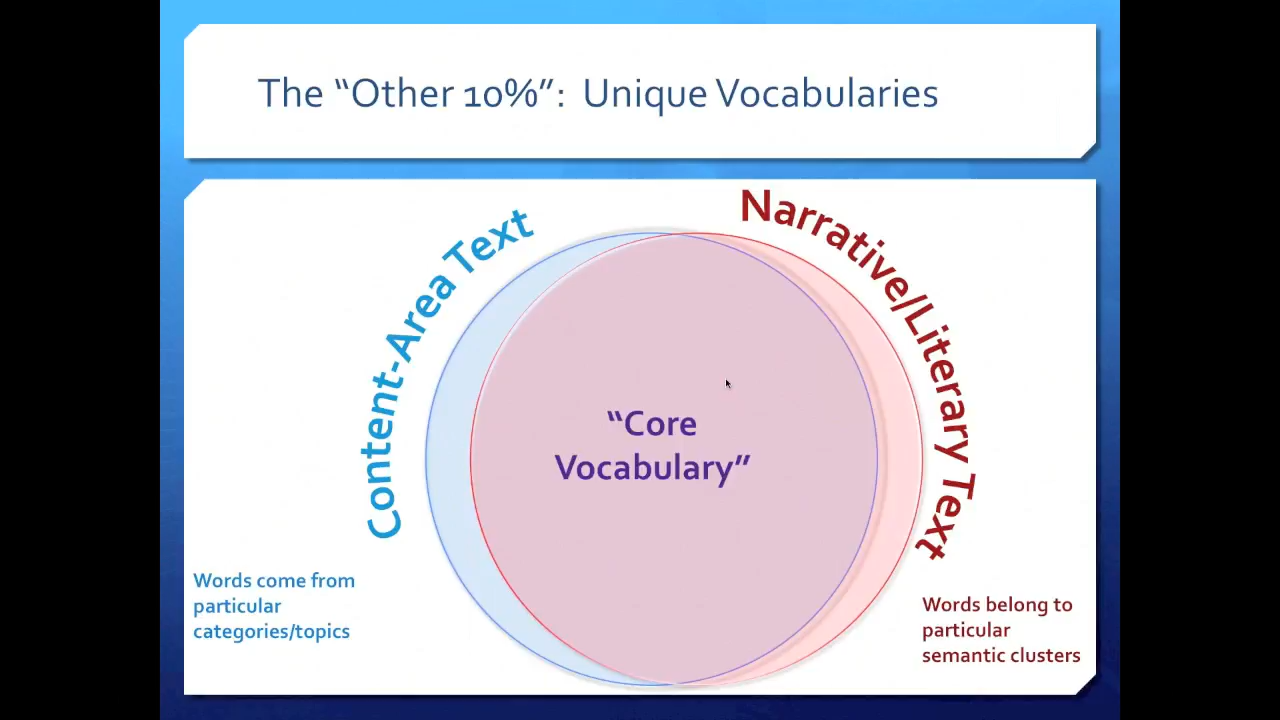 The “Other 10%”: Unique Vocabularies
Content-Area Text
Narrative/Literary Text
“Core
Vocabulary”
Words come from
particular
categories/topics
Words belong to
particular
semantic clusters